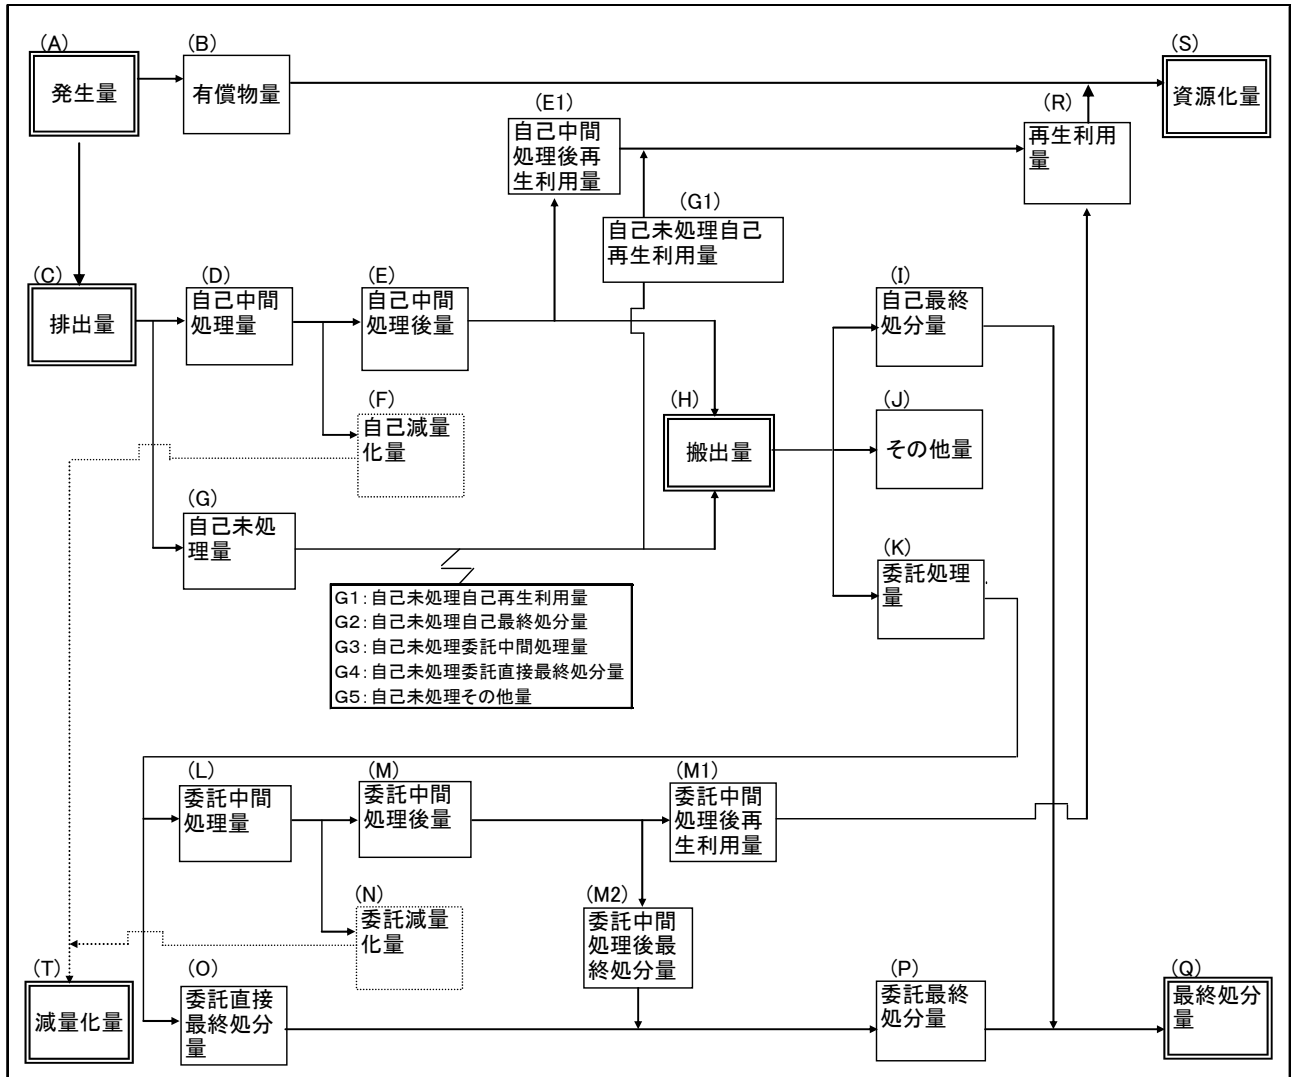 (A)
発生量
(B)
有償物量
(S)
資源化量
(E1)
自己中間
処理後再
生利用量
(R)
再生利用
量
(G1)
自己未処理自己
再生利用量
(C)
排出量
(D)
自己中間
処理量
(E)
自己中間
処理後量
(I)
自己最終
処分量
(F)
自己減量
化量
(H)
搬出量
(J)
その他量
(G)
自己未処
理量
(K)
委託処理
量
G1:自己未処理自己再生利用量
G2:自己未処理自己最終処分量
G3:自己未処理委託中間処理量
G4:自己未処理委託直接最終処分量
G5:自己未処理その他量
(L)
委託中間
処理量
(M)
委託中間
処理後量
(M1)
委託中間
処理後再
生利用量
(N)
委託減量
化量
(M2)
委託中間
処理後最
終処分量
(T)
減量化量
(O)
委託直接
最終処分
量
(P)
委託最終
処分量
(Q)
最終処分
量